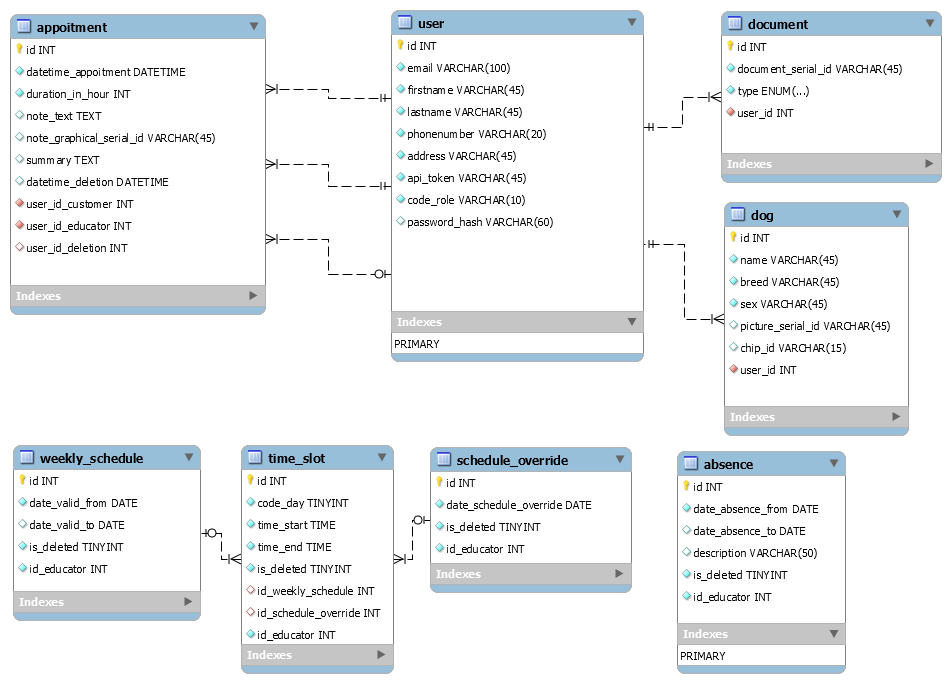 appoitment
id INT
datetime_appoitment DATETIME
duration_in_hour INT
note_text TEXT
note_graphical_serial_id VARCHAR(45)
summary TEXT
datetime_deletion DATETIME
user_id_customer INT
user_id_educator INT
user_id_deletion INT
Indexes
user
id INT
email VARCHAR(100)
firstname VARCHAR(45)
lastname VARCHAR(45)
phonenumber VARCHAR(20)
address VARCHAR(45)
api_token VARCHAR(45)
code_role VARCHAR(10)
password_hash VARCHAR(60)
Indexes
PRIMARY
document
id INT
document_serial_id VARCHAR(45)
type ENUM(...)
user_id INT
Indexes
dog
id INT
name VARCHAR(45)
breed VARCHAR(45)
sex VARCHAR(45)
picture_serial_id VARCHAR(45)
chip_id VARCHAR(15)
user_id INT
Indexes
weekly_schedule
id INT
date_valid_from DATE
date_valid_to DATE
is_deleted TINYINT
id_educator INT
Indexes
time_slot
id INT
code_day TINYINT
time_start TIME
time_end TIME
is_deleted TINYINT
id_weekly_schedule INT
id_schedule_override INT
id_educator INT
Indexes
schedule_override
id INT
date_schedule_override DATE
is_deleted TINYINT
id_educator INT
Indexes
absence
id INT
date_absence_from DATE
date_absence_to DATE
description VARCHAR(50)
is_deleted TINYINT
id_educator INT
Indexes
PRIMARY